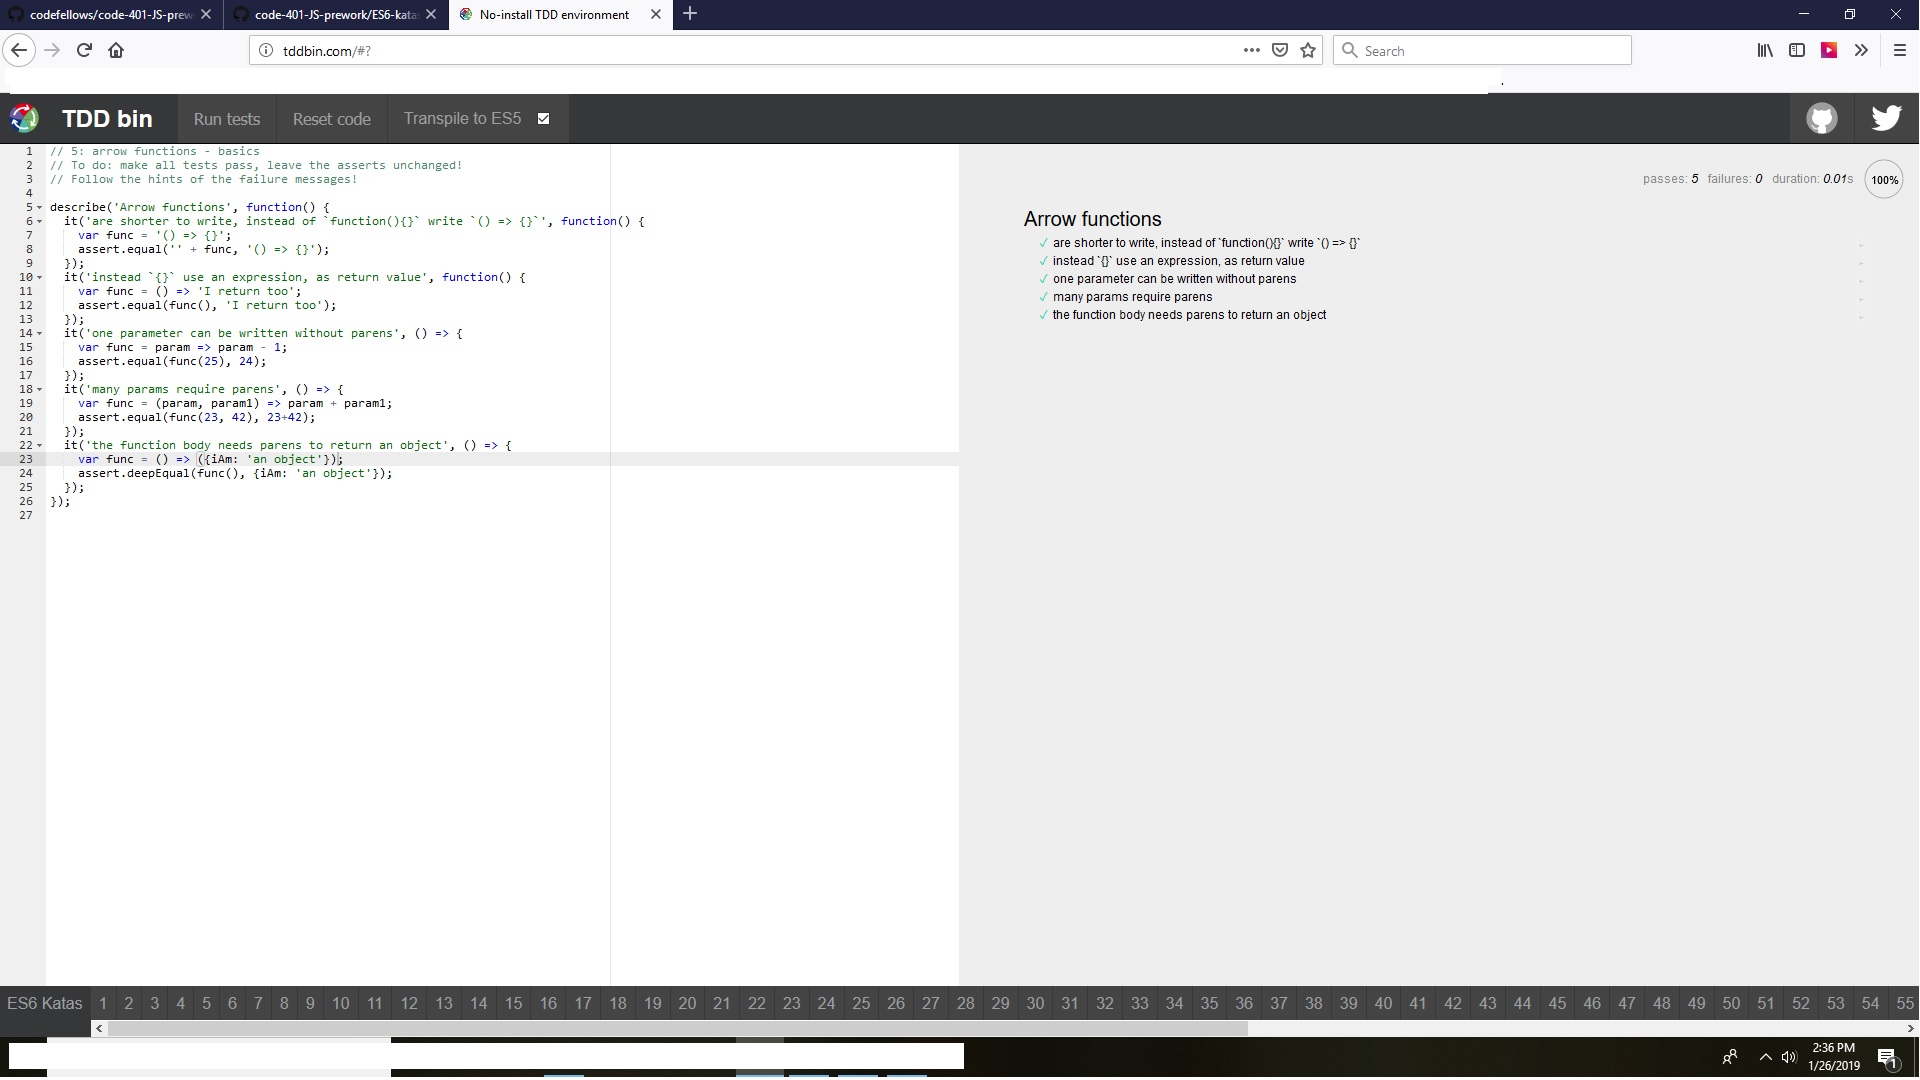 codefellows/code-401-JS-prew
code-401-JS-prework/ES6-kata
No-install TDD environment
tddbin.com/#?
Search
TDD bin
Run tests
Reset code
Transpile to ES5
1 // 5: arrow functions - basics
2 // To do: make all tests pass, leave the asserts unchanged!
3 // Follow the hints of the failure messages!
4
5 describe('Arrow functions', function() {
6 it('are shorter to write, instead of `function(){}` write `() => {}`', function() {
7 var func = '() => {}';
8 assert.equal('' + func, '() => {}');
9 });
10 it('instead `{}` use an expression, as return value', function() {
11 var func = () => 'I return too';
12 assert.equal(func(), 'I return too');
13 });
14 it('one parameter can be written without parens', () => {
15 var func = param => param - 1;
16 assert.equal(func(25), 24);
17 });
18 it('many params require parens', () => {
19 var func = (param, param1) => param + param1;
20 assert.equal(func(23, 42), 23+42);
21 });
22 it('the function body needs parens to return an object', () => {
23 var func = () => ({iAm: 'an object'});
24 assert.deepEqual(func(), {iAm: 'an object'});
25 });
26 });
27
passes: 5 failures: 0 duration: 0.01s 100%
Arrow functions
✓ are shorter to write, instead of `function(){}` write `() => {}`
✓ instead `{}` use an expression, as return value
✓ one parameter can be written without parens
✓ many params require parens
✓ the function body needs parens to return an object
ES6 Katas 1 2 3 4 5 6 7 8 9 10 11 12 13 14 15 16 17 18 19 20 21 22 23 24 25 26 27 28 29 30 31 32 33 34 35 36 37 38 39 40 41 42 43 44 45 46 47 48 49 50 51 52 53 54 55
2:36 PM
1/26/2019
1